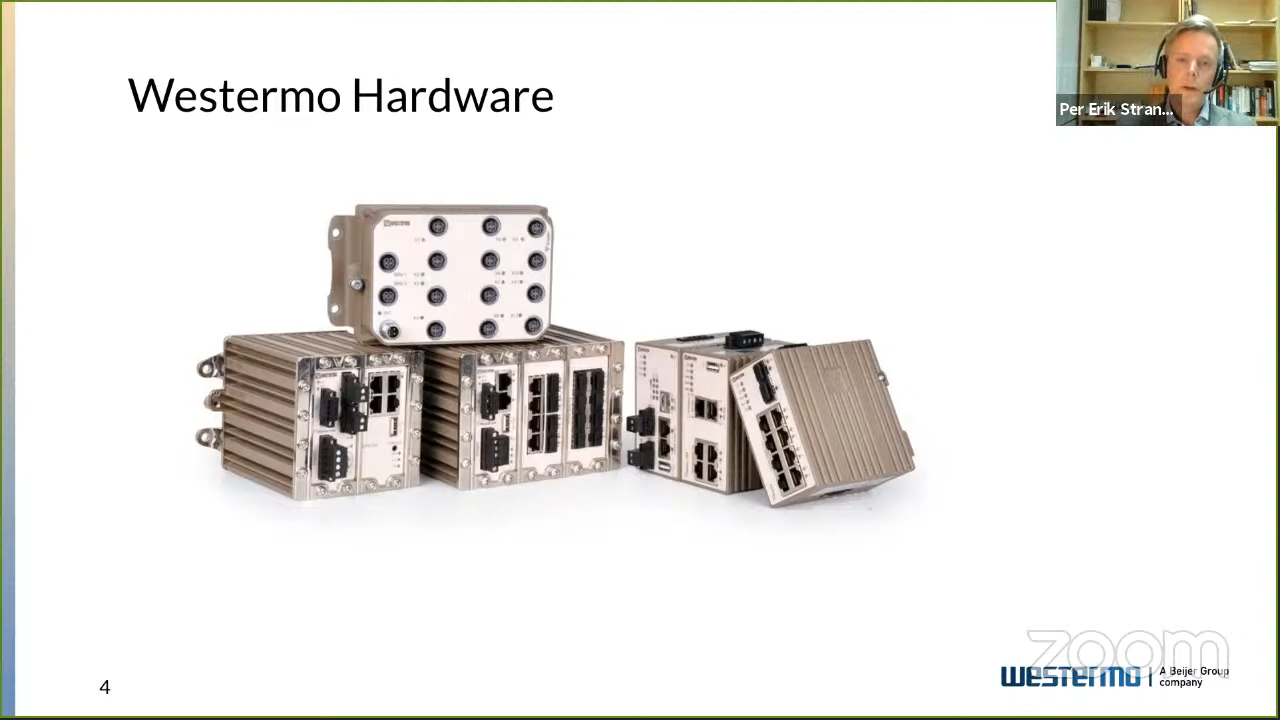 Westermo Hardware
Per Erik Stran...
4
zoom
westermo
A Beijer Group
company